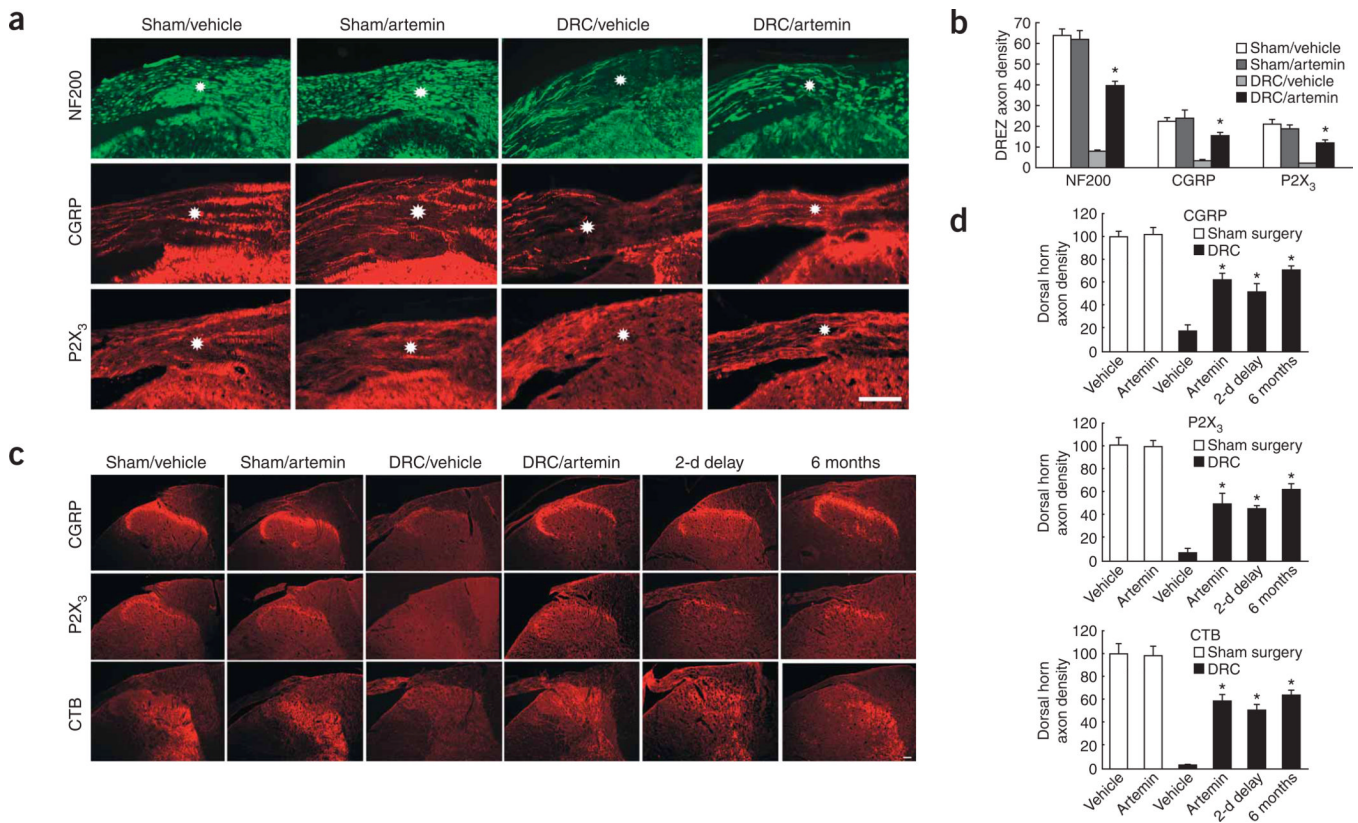 a
Sham/vehicle Sham/artemin DRC/vehicle DRC/artemin
NF200
CGRP
P2X₃
b
DREZ axon density
70
60
50
40
30
20
10
0
Sham/vehicle
Sham/artemin
DRC/vehicle
DRC/artemin
* * *
NF200 CGRP P2X₃
c
Sham/vehicle Sham/artemin DRC/vehicle DRC/artemin 2-d delay 6 months
CGRP
P2X₃
CTB
d
CGRP
Sham surgery
DRC
Dorsal horn
axon density
120
100
80
60
40
20
0
* * *
Vehicle Artemin Vehicle Artemin 2-d delay 6 months
P2X₃
Sham surgery
DRC
Dorsal horn
axon density
120
100
80
60
40
20
0
* * *
Vehicle Artemin Vehicle Artemin 2-d delay 6 months
CTB
Sham surgery
DRC
Dorsal horn
axon density
120
100
80
60
40
20
0
* * *
Vehicle Artemin Vehicle Artemin 2-d delay 6 months